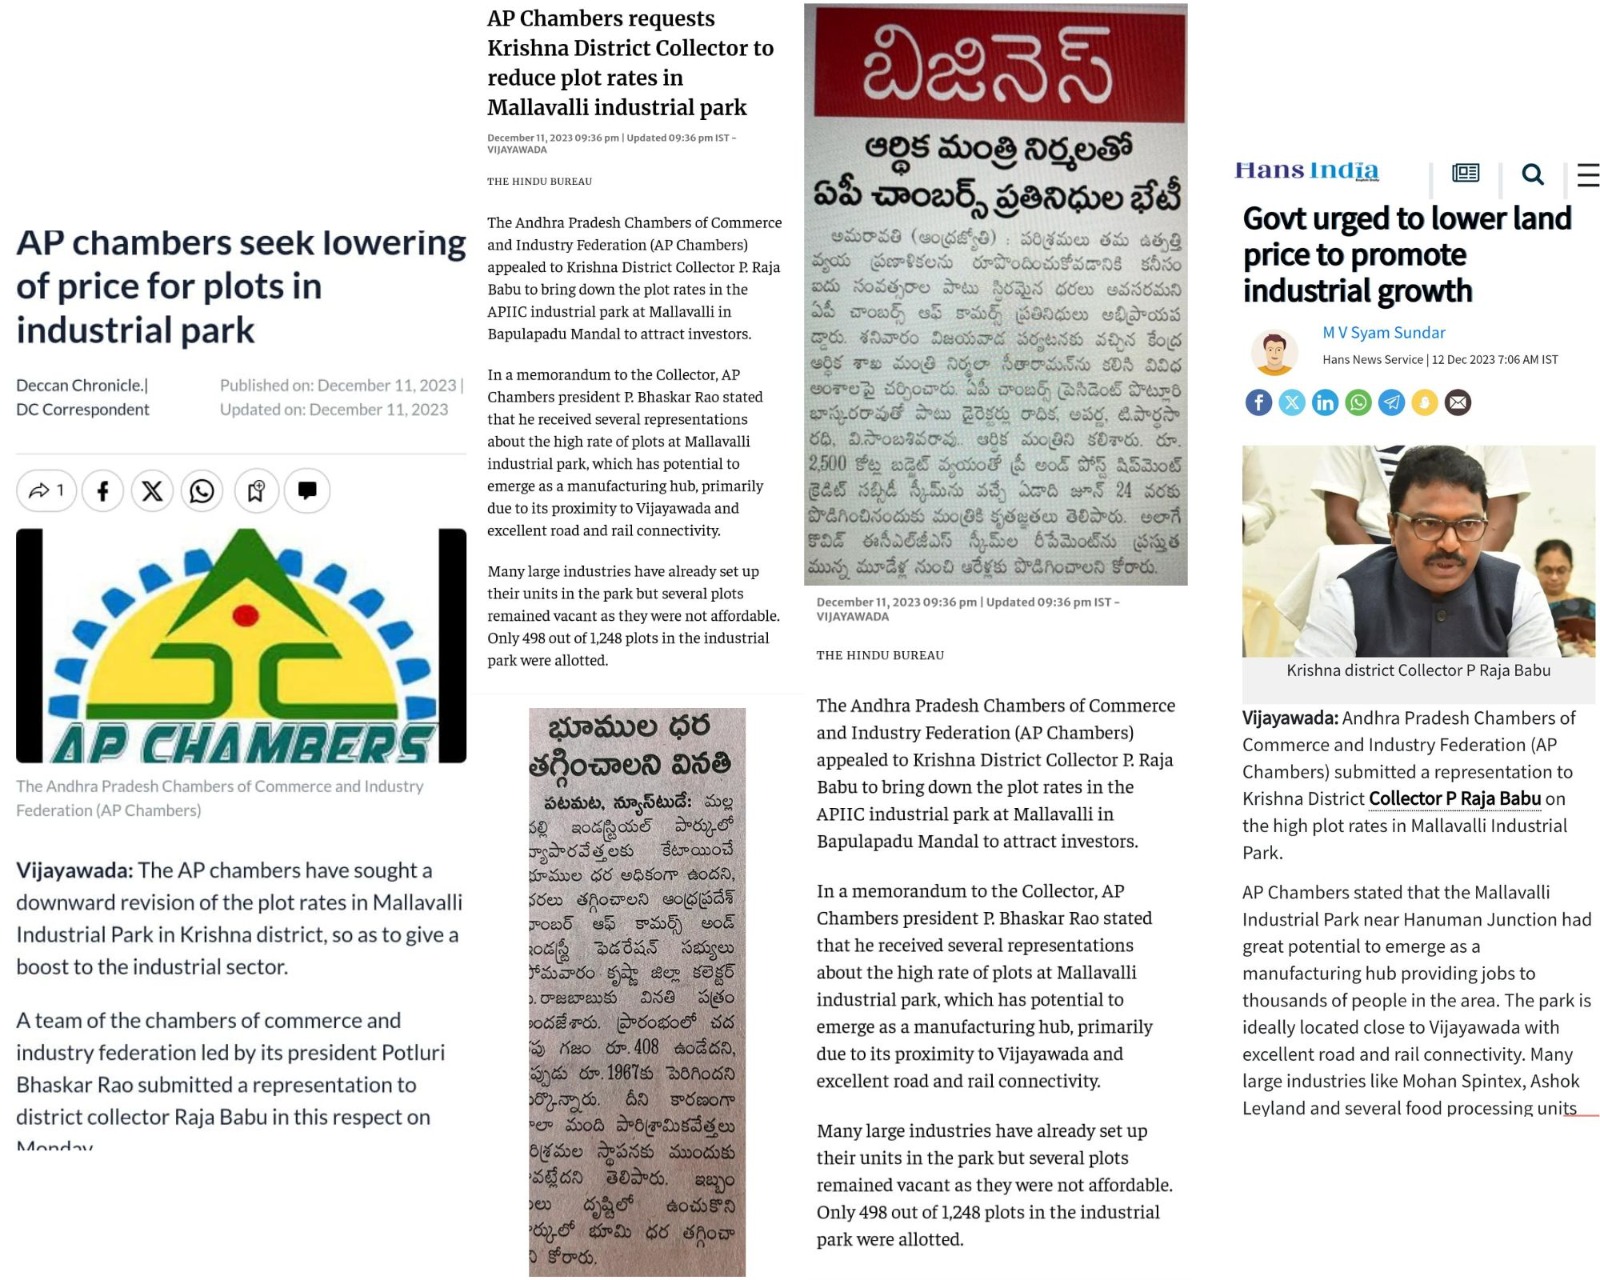 AP chambers seek lowering
of price for plots in
industrial park
Deccan Chronicle.|
DC Correspondent
Published on: December 11, 2023 |
Updated on: December 11, 2023
1
AP CHAMBERS
The Andhra Pradesh Chambers of Commerce and Industry
Federation (AP Chambers)
Vijayawada: The AP chambers have sought a
downward revision of the plot rates in Mallavalli
Industrial Park in Krishna district, so as to give a
boost to the industrial sector.
A team of the chambers of commerce and
industry federation led by its president Potluri
Bhaskar Rao submitted a representation to
district collector Raja Babu in this respect on
Monday
AP Chambers requests
Krishna District Collector to
reduce plot rates in
Mallavalli industrial park
December 11, 2023 09:36 pm | Updated 09:36 pm IST -
VIJAYAWADA
THE HINDU BUREAU
The Andhra Pradesh Chambers of Commerce
and Industry Federation (AP Chambers)
appealed to Krishna District Collector P. Raja
Babu to bring down the plot rates in the
APIIC industrial park at Mallavalli in
Bapulapadu Mandal to attract investors.
In a memorandum to the Collector, AP
Chambers president P. Bhaskar Rao stated
that he received several representations
about the high rate of plots at Mallavalli
industrial park, which has potential to
emerge as a manufacturing hub, primarily
due to its proximity to Vijayawada and
excellent road and rail connectivity.
Many large industries have already set up
their units in the park but several plots
remained vacant as they were not affordable.
Only 498 out of 1,248 plots in the industrial
park were allotted.
భూముల ధర
తగ్గించాలని వినతి
పటమట, న్యూస్‌టుడే: మల్ల
వల్లి ఇండస్ట్రియల్ పార్కులో
వ్యాపారవేత్తలకు కేటాయించే
భూముల ధర అధికంగా ఉందని,
ధరలు తగ్గించాలని ఆంధ్రప్రదేశ్
ఛాంబర్ ఆఫ్ కామర్స్ అండ్
ఇండస్ట్రీ ఫెడరేషన్ సభ్యులు
సోమవారం కృష్ణా జిల్లా కలెక్టర్
రాజబాబుకు వినతి పత్రం
అందజేశారు. ప్రారంభంలో చద
రపు గజం రూ.408 ఉండేదని,
ఇప్పుడు రూ.1967కు పెరిగిందని
పేర్కొన్నారు. దీని కారణంగా
చాలా మంది పారిశ్రామికవేత్తలు
పరిశ్రమల స్థాపనకు ముందుకు
రావట్లేదని తెలిపారు. ఇబ్బం
దులు దృష్టిలో ఉంచుకొని
పార్కులో భూమి ధర తగ్గించా
లని కోరారు.
బిజినెస్
ఆర్థిక మంత్రి నిర్మలతో
ఏపీ చాంబర్స్ ప్రతినిధుల భేటీ
అమరావతి (ఆంధ్రజ్యోతి) : పరిశ్రమలు తమ ఉత్పత్తి
వ్యయ ప్రణాళికలను రూపొందించుకోవడానికి కనీసం
ఐదు సంవత్సరాల పాటు స్థిరమైన ధరలు అవసరమని
ఏపీ చాంబర్స్ ఆఫ్ కామర్స్ ప్రతినిధులు అభిప్రాయప
డ్డారు. శనివారం విజయవాడ పర్యటనకు వచ్చిన కేంద్ర
ఆర్థిక శాఖ మంత్రి నిర్మలా సీతారామన్‌ను కలిసి వివిధ
అంశాలపై చర్చించారు. ఏపీ చాంబర్స్ ప్రెసిడెంట్ పొట్లూరి
భాస్కరరావుతో పాటు డైరెక్టర్లు రాధిక, అపర్ణ, టి.పార్థసా
రధి, వి.సాంబశివరావు.. ఆర్థిక మంత్రిని కలిశారు. రూ.
2,500 కోట్ల బడ్జెట్ వ్యయంతో ప్రీ అండ్ పోస్ట్ షిప్‌మెంట్
క్రెడిట్ సబ్సిడీ స్కీమ్‌ను వచ్చే ఏడాది జూన్ 24 వరకు
పొడిగించినందుకు మంత్రికి కృతజ్ఞతలు తెలిపారు. అలాగే
కొవిడ్ ఈసీఎల్‌జీఎస్ స్కీమ్‌ల రీపేమెంట్‌ను ప్రస్తుత
మున్న మూడేళ్ల నుంచి ఆరేళ్లకు పొడిగించాలని కోరారు.
December 11, 2023 09:36 pm | Updated 09:36 pm IST -
VIJAYAWADA
THE HINDU BUREAU
The Andhra Pradesh Chambers of Commerce
and Industry Federation (AP Chambers)
appealed to Krishna District Collector P. Raja
Babu to bring down the plot rates in the
APIIC industrial park at Mallavalli in
Bapulapadu Mandal to attract investors.
In a memorandum to the Collector, AP
Chambers president P. Bhaskar Rao stated
that he received several representations
about the high rate of plots at Mallavalli
industrial park, which has potential to
emerge as a manufacturing hub, primarily
due to its proximity to Vijayawada and
excellent road and rail connectivity.
Many large industries have already set up
their units in the park but several plots
remained vacant as they were not affordable.
Only 498 out of 1,248 plots in the industrial
park were allotted.
Hans India
Govt urged to lower land
price to promote
industrial growth
M V Syam Sundar
Hans News Service | 12 Dec 2023 7:06 AM IST
Krishna district Collector P Raja Babu
Vijayawada: Andhra Pradesh Chambers of
Commerce and Industry Federation (AP
Chambers) submitted a representation to
Krishna District Collector P Raja Babu on
the high plot rates in Mallavalli Industrial
Park.
AP Chambers stated that the Mallavalli
Industrial Park near Hanuman Junction had
great potential to emerge as a
manufacturing hub providing jobs to
thousands of people in the area. The park is
ideally located close to Vijayawada with
excellent road and rail connectivity. Many
large industries like Mohan Spintex, Ashok
Leyland and several food processing units